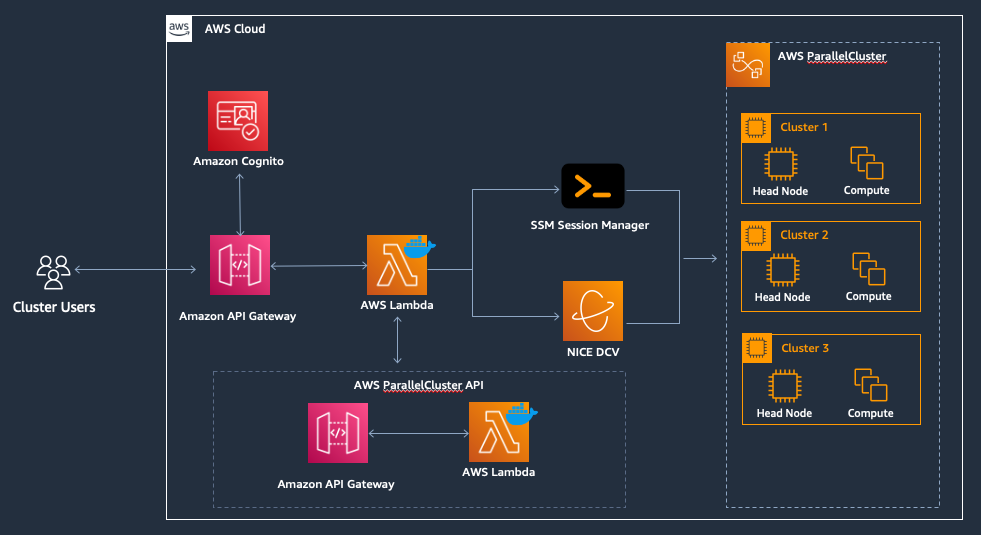 aws
AWS Cloud
AWS ParallelCluster
Amazon Cognito
Cluster 1
Head Node
Compute
SSM Session Manager
Cluster 2
Head Node
Compute
Cluster Users
Amazon API Gateway
AWS Lambda
NICE DCV
Cluster 3
Head Node
Compute
AWS ParallelCluster API
Amazon API Gateway
AWS Lambda